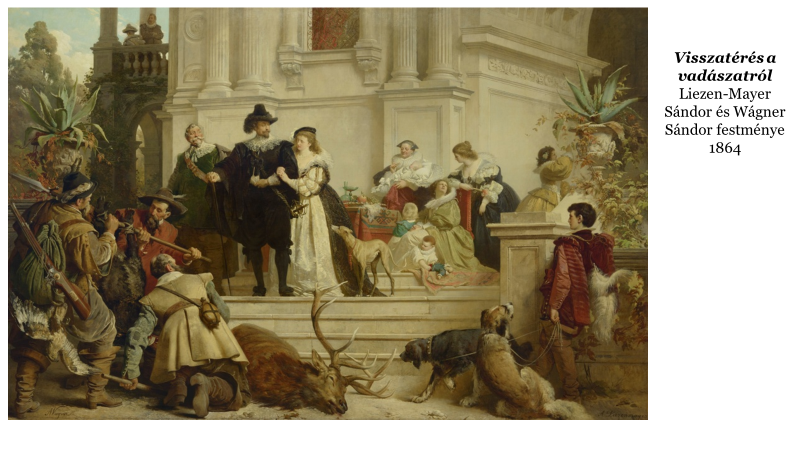 Visszatérés a
vadászatról
Liezen-Mayer
Sándor és Wágner
Sándor festménye
1864